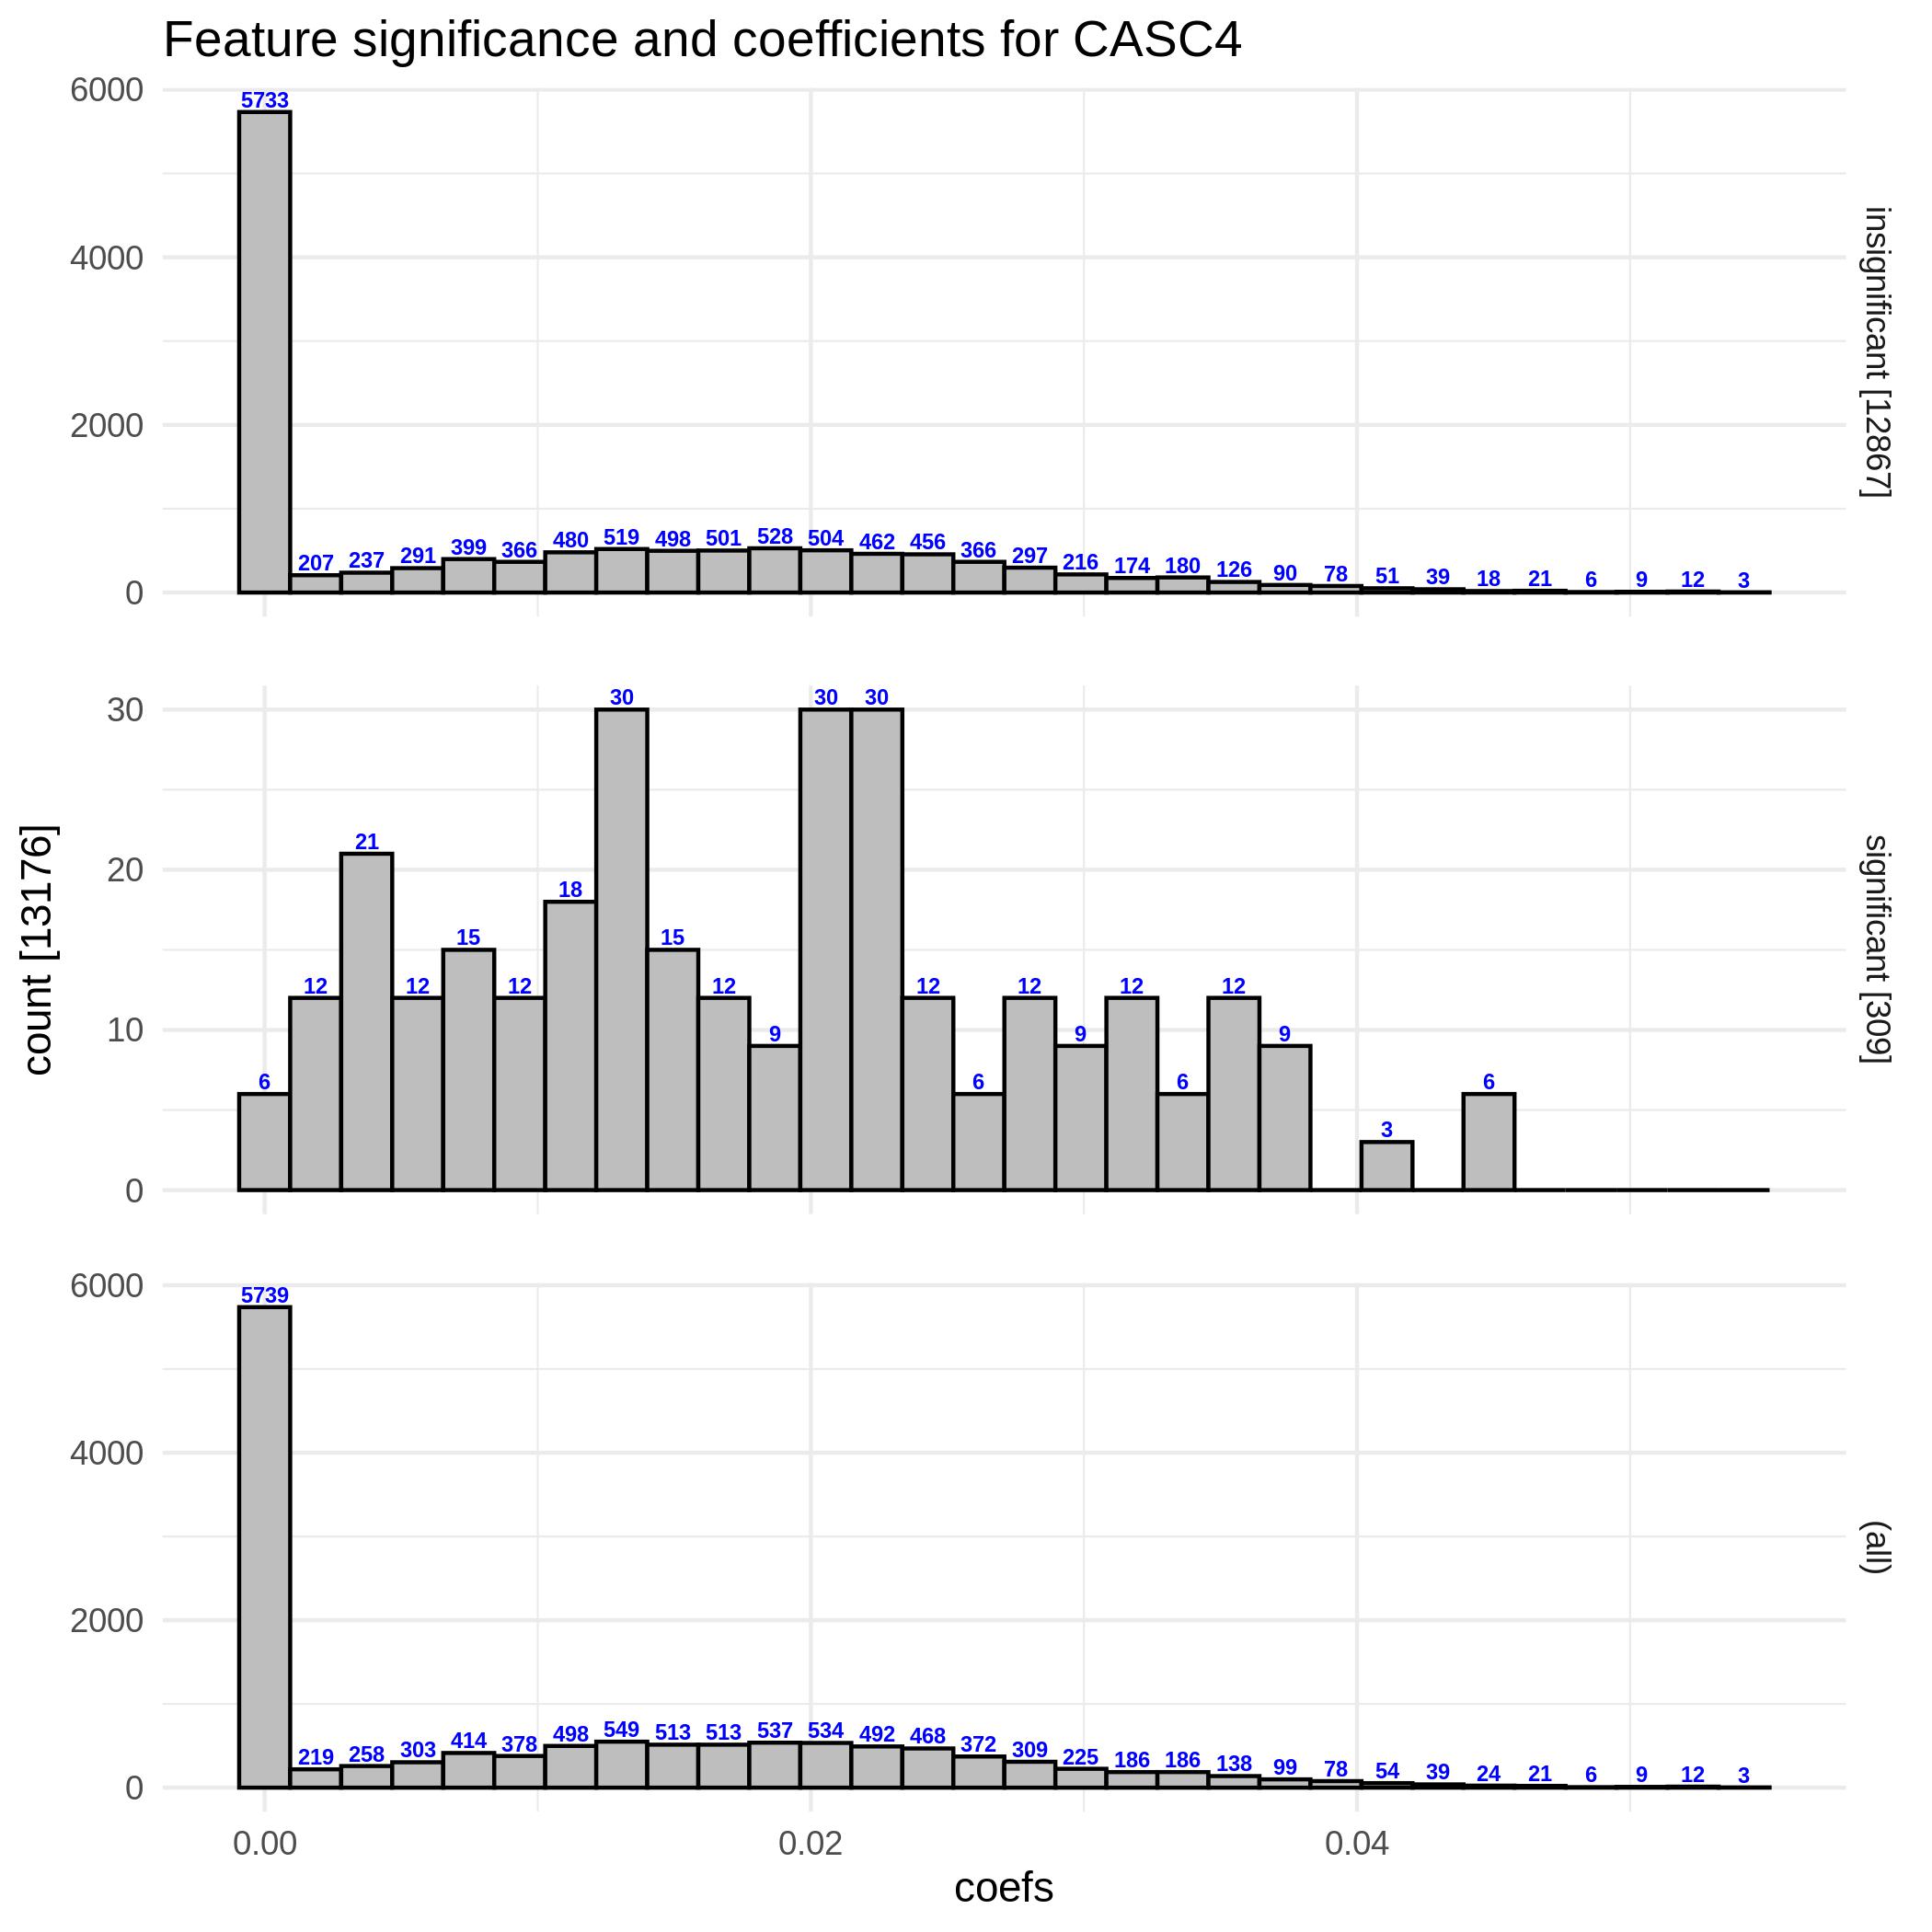 Feature significance and coefficients for CASC4
6000
4000
2000
0
5733
207 237 291 399 366 480 519 498 501 528 504 462 456 366 297 216 174 180 126 90 78 51 39 18 21 6 9 12 3
insignificant [12867]
count [13176]
30
20
10
0
6 12 21 12 15 12 18 30 15 12 9 30 30 12 6 12 9 12 6 12 9 3 6
significant [309]
6000
4000
2000
0
5739
219 258 303 414 378 498 549 513 513 537 534 492 468 372 309 225 186 186 138 99 78 54 39 24 21 6 9 12 3
(all)
0.00 0.02 0.04
coefs